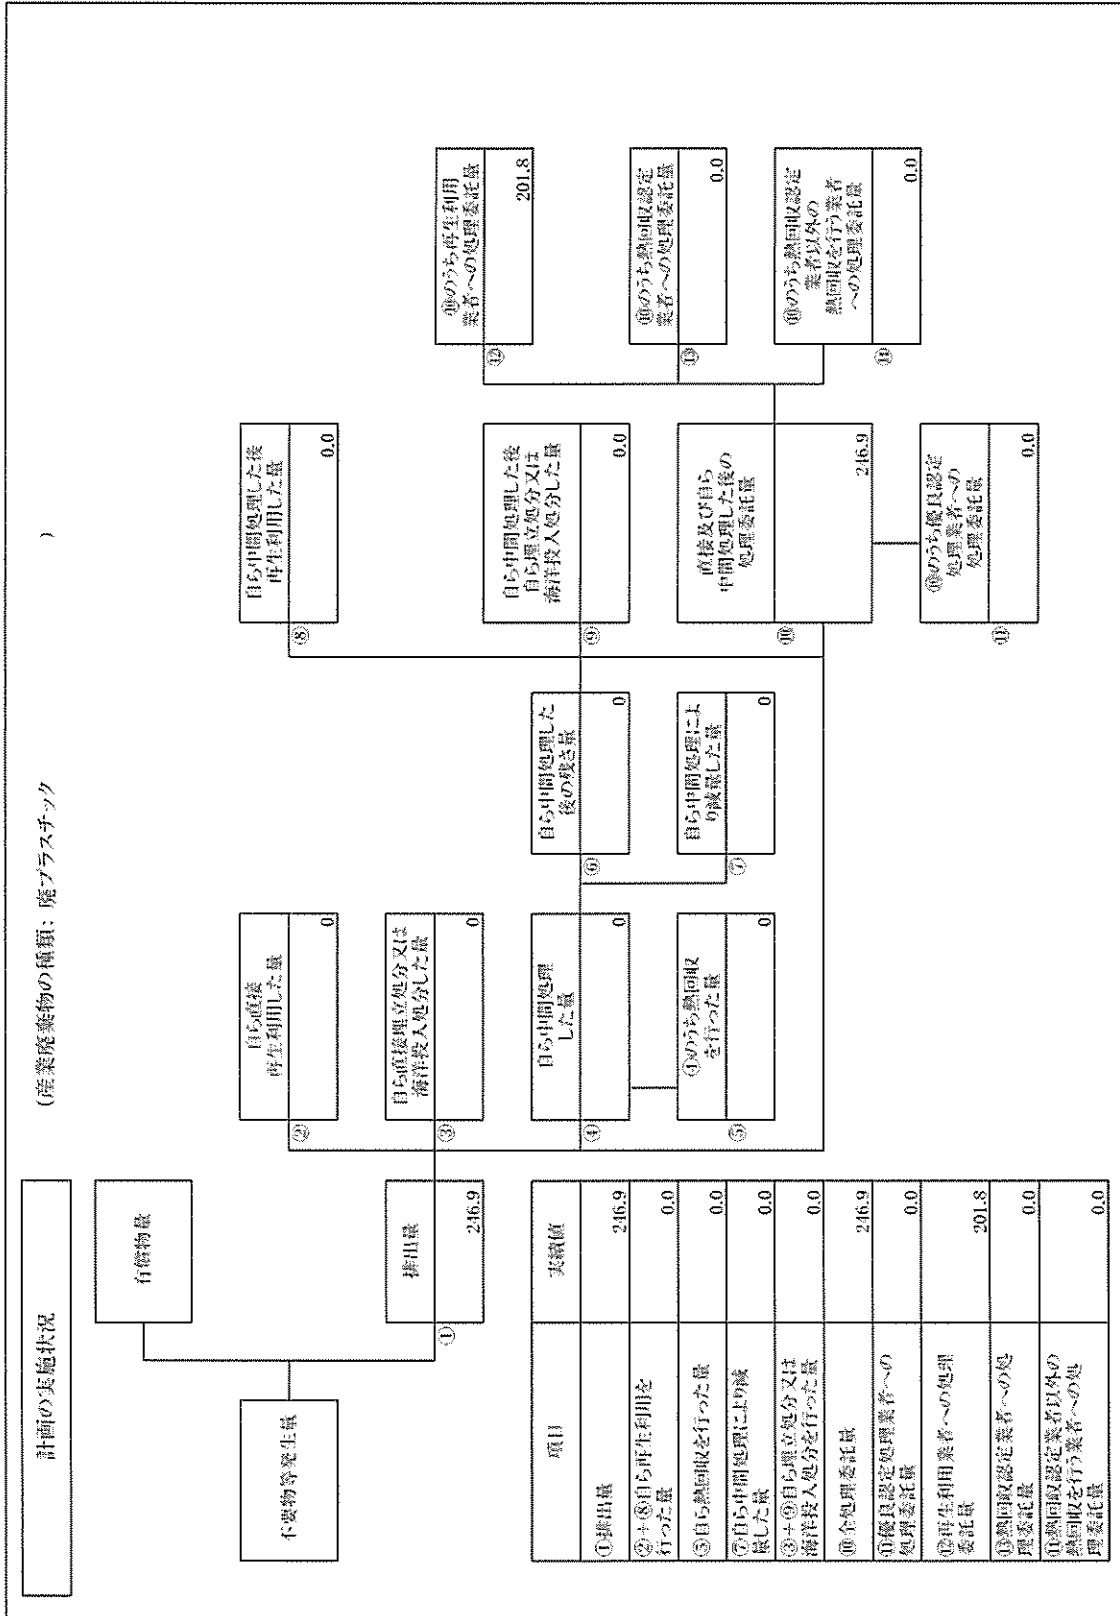 計画の実施状況
(産業廃棄物の種類: 廃プラスチック )
不要物等発生量
有償物量
①
排出量
246.9
②
自ら直接
再生利用した量
0
③
自ら直接埋立処分又は
海洋投入処分した量
0
④
自ら中間処理
した量
0
⑤
④のうち熱回収
を行った量
0
⑥
自ら中間処理した
後の残さ量
0
⑦
自ら中間処理によ
り減量した量
0
⑧
自ら中間処理した後
再生利用した量
0.0
⑨
自ら中間処理した後
自ら埋立処分又は
海洋投入処分した量
0.0
⑩
直接及び自ら
中間処理した後の
処理委託量
246.9
⑪
⑩のうち優良認定
処理業者への
処理委託量
0.0
⑫
⑩のうち再生利用
業者への処理委託量
201.8
⑬
⑩のうち熱回収認定
業者への処理委託量
0.0
⑭
⑩のうち熱回収認定
業者以外の
熱回収を行う業者
への処理委託量
0.0
項目 実績値
①排出量 246.9
②+⑧自ら再生利用を
行った量 0.0
⑤自ら熱回収を行った量 0.0
⑦自ら中間処理により減
量した量 0.0
③+⑨自ら埋立処分又は
海洋投入処分を行った量 0.0
⑩全処理委託量 246.9
⑪優良認定処理業者への
処理委託量 0.0
⑫再生利用業者への処理
委託量 201.8
⑬熱回収認定業者への処
理委託量 0.0
⑭熱回収認定業者以外の
熱回収を行う業者への処
理委託量 0.0